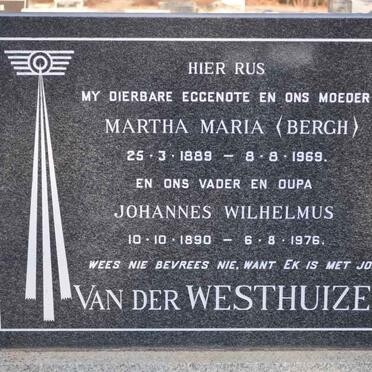 HIER RUS
MY DIERBARE EGGENOTE EN ONS MOEDER
MARTHA MARIA (BERGH)
25·3·1889 – 8·8·1969.
EN ONS VADER EN OUPA
JOHANNES WILHELMUS
10·10·1890 – 6·8·1976.
WEES NIE BEVREES NIE, WANT EK IS MET JO
VAN DER WESTHUIZE